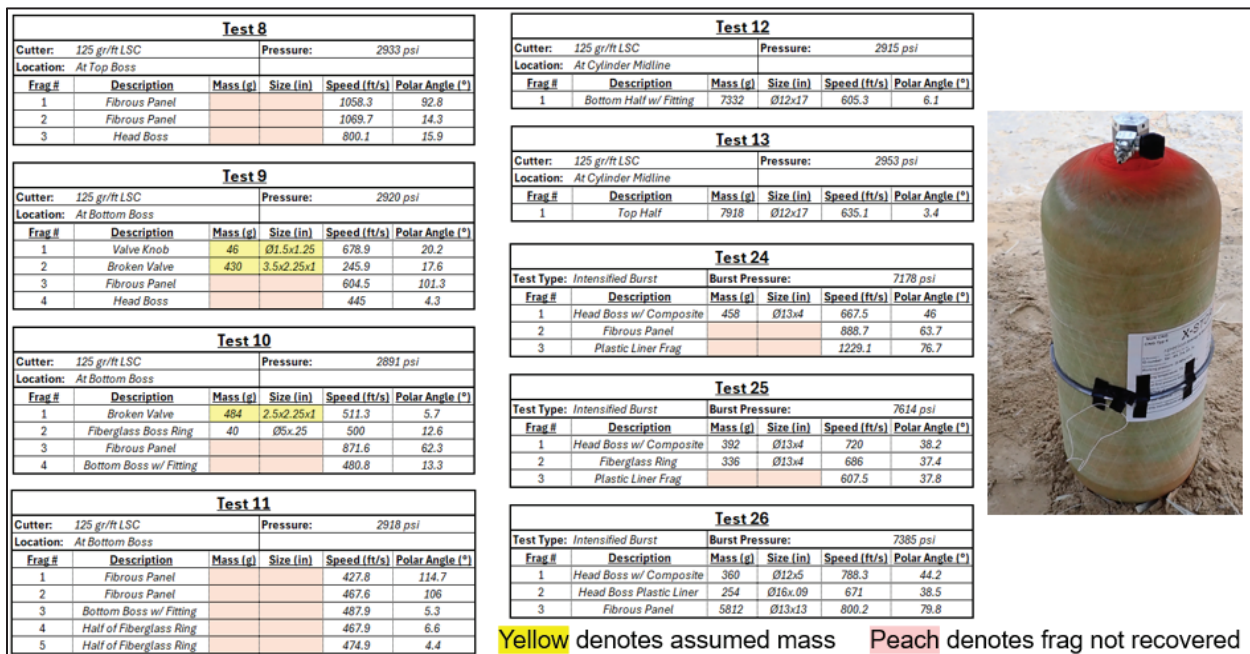 Test 8
Cutter: 125 gr/ft LSC Pressure: 2933 psi
Location: At Top Boss
Frag # Description Mass (g) Size (in) Speed (ft/s) Polar Angle (°)
1 Fibrous Panel 1058.3 92.8
2 Fibrous Panel 1069.7 14.3
3 Head Boss 800.1 15.9
Test 9
Cutter: 125 gr/ft LSC Pressure: 2920 psi
Location: At Bottom Boss
Frag # Description Mass (g) Size (in) Speed (ft/s) Polar Angle (°)
1 Valve Knob 46 Ø1.5x1.25 678.9 20.2
2 Broken Valve 430 3.5x2.25x1 245.9 17.6
3 Fibrous Panel 604.5 101.3
4 Head Boss 445 4.3
Test 10
Cutter: 125 gr/ft LSC Pressure: 2891 psi
Location: At Bottom Boss
Frag # Description Mass (g) Size (in) Speed (ft/s) Polar Angle (°)
1 Broken Valve 484 2.5x2.25x1 511.3 5.7
2 Fiberglass Boss Ring 40 Ø5x.25 500 12.6
3 Fibrous Panel 871.6 62.3
4 Bottom Boss w/ Fitting 480.8 13.3
Test 11
Cutter: 125 gr/ft LSC Pressure: 2918 psi
Location: At Bottom Boss
Frag # Description Mass (g) Size (in) Speed (ft/s) Polar Angle (°)
1 Fibrous Panel 427.8 114.7
2 Fibrous Panel 467.6 106
3 Bottom Boss w/ Fitting 487.9 5.3
4 Half of Fiberglass Ring 467.9 6.6
5 Half of Fiberglass Ring 474.9 4.4
Test 12
Cutter: 125 gr/ft LSC Pressure: 2915 psi
Location: At Cylinder Midline
Frag # Description Mass (g) Size (in) Speed (ft/s) Polar Angle (°)
1 Bottom Half w/ Fitting 7332 Ø12x17 605.3 6.1
Test 13
Cutter: 125 gr/ft LSC Pressure: 2953 psi
Location: At Cylinder Midline
Frag # Description Mass (g) Size (in) Speed (ft/s) Polar Angle (°)
1 Top Half 7918 Ø12x17 635.1 3.4
Test 24
Test Type: Intensified Burst Burst Pressure: 7178 psi
Frag # Description Mass (g) Size (in) Speed (ft/s) Polar Angle (°)
1 Head Boss w/ Composite 458 Ø13x4 667.5 46
2 Fibrous Panel 888.7 63.7
3 Plastic Liner Frag 1229.1 76.7
Test 25
Test Type: Intensified Burst Burst Pressure: 7614 psi
Frag # Description Mass (g) Size (in) Speed (ft/s) Polar Angle (°)
1 Head Boss w/ Composite 392 Ø13x4 720 38.2
2 Fiberglass Ring 336 Ø13x4 686 37.4
3 Plastic Liner Frag 607.5 37.8
Test 26
Test Type: Intensified Burst Burst Pressure: 7385 psi
Frag # Description Mass (g) Size (in) Speed (ft/s) Polar Angle (°)
1 Head Boss w/ Composite 360 Ø12x5 788.3 44.2
2 Head Boss Plastic Liner 254 Ø16x.09 671 38.5
3 Fibrous Panel 5812 Ø13x13 800.2 79.8
Yellow denotes assumed mass Peach denotes frag not recovered